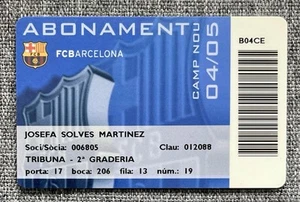 ABONAMENT
FCBARCELONA
CAMP NOU
04/05
B04CE
JOSEFA SOLVES MARTINEZ
Soci/Sòcia: 006805 Clau: 01208B
TRIBUNA - 2ª GRADERIA
porta: 17 boca: 206 fila: 13 núm.: 19